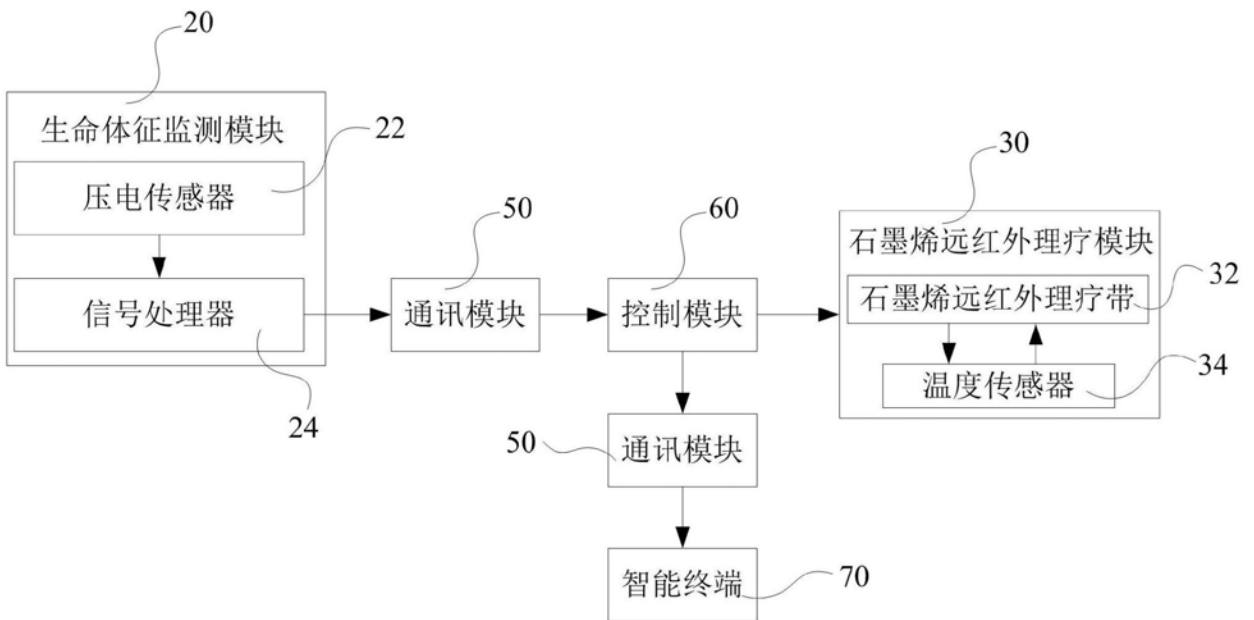 20
生命体征监测模块
22
压电传感器
信号处理器
24
50
通讯模块
60
控制模块
30
石墨烯远红外理疗模块
石墨烯远红外理疗带
32
温度传感器
34
50
通讯模块
智能终端
70